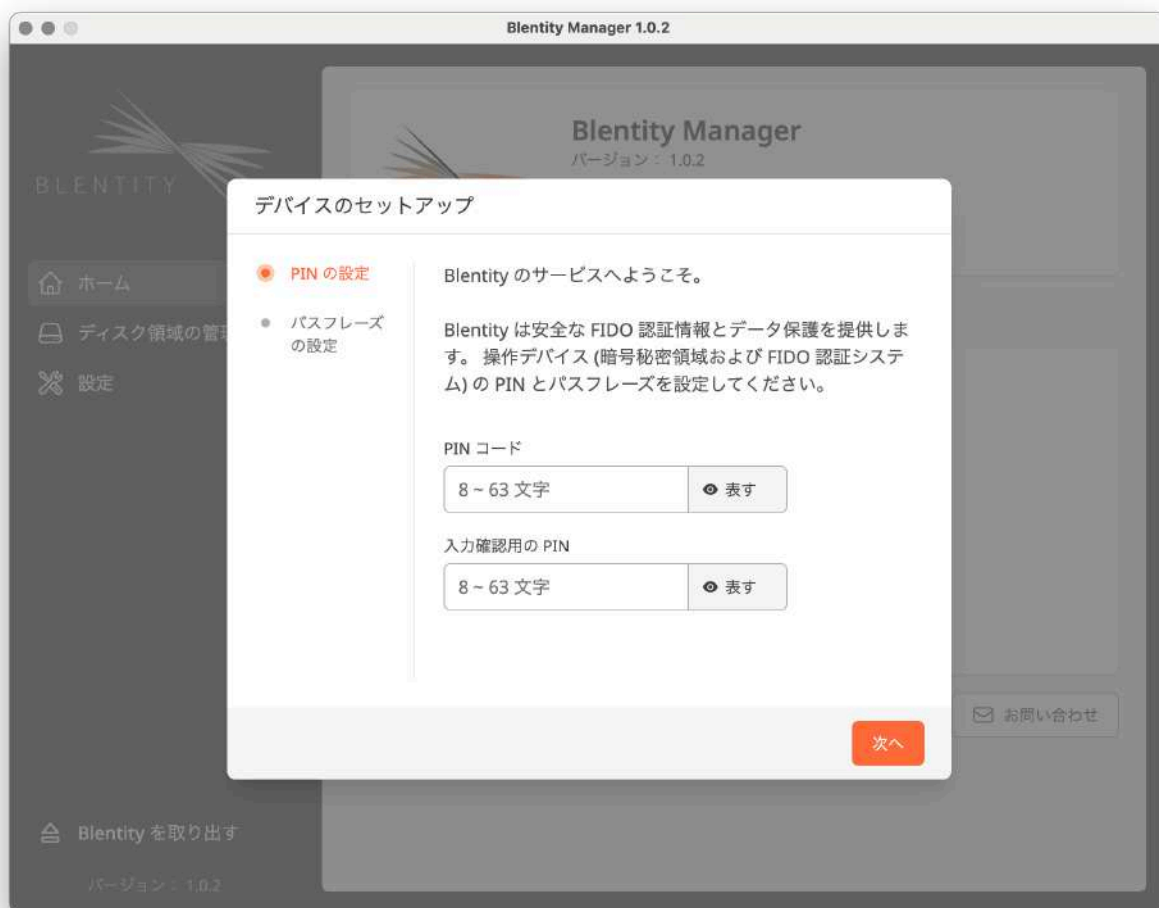 Blentity Manager 1.0.2
BLENTITY
ホーム
ディスク領域の管
設定
Blentity を取り出す
バージョン： 1.0.2
Blentity Manager
バージョン： 1.0.2
デバイスのセットアップ
PIN の設定
パスフレーズ
の設定
Blentity のサービスへようこそ。
Blentity は安全な FIDO 認証情報とデータ保護を提供しま
す。 操作デバイス (暗号秘密領域および FIDO 認証システ
ム) の PIN とパスフレーズを設定してください。
PIN コード
8 ~ 63 文字
表す
入力確認用の PIN
8 ~ 63 文字
表す
次へ
お問い合わせ